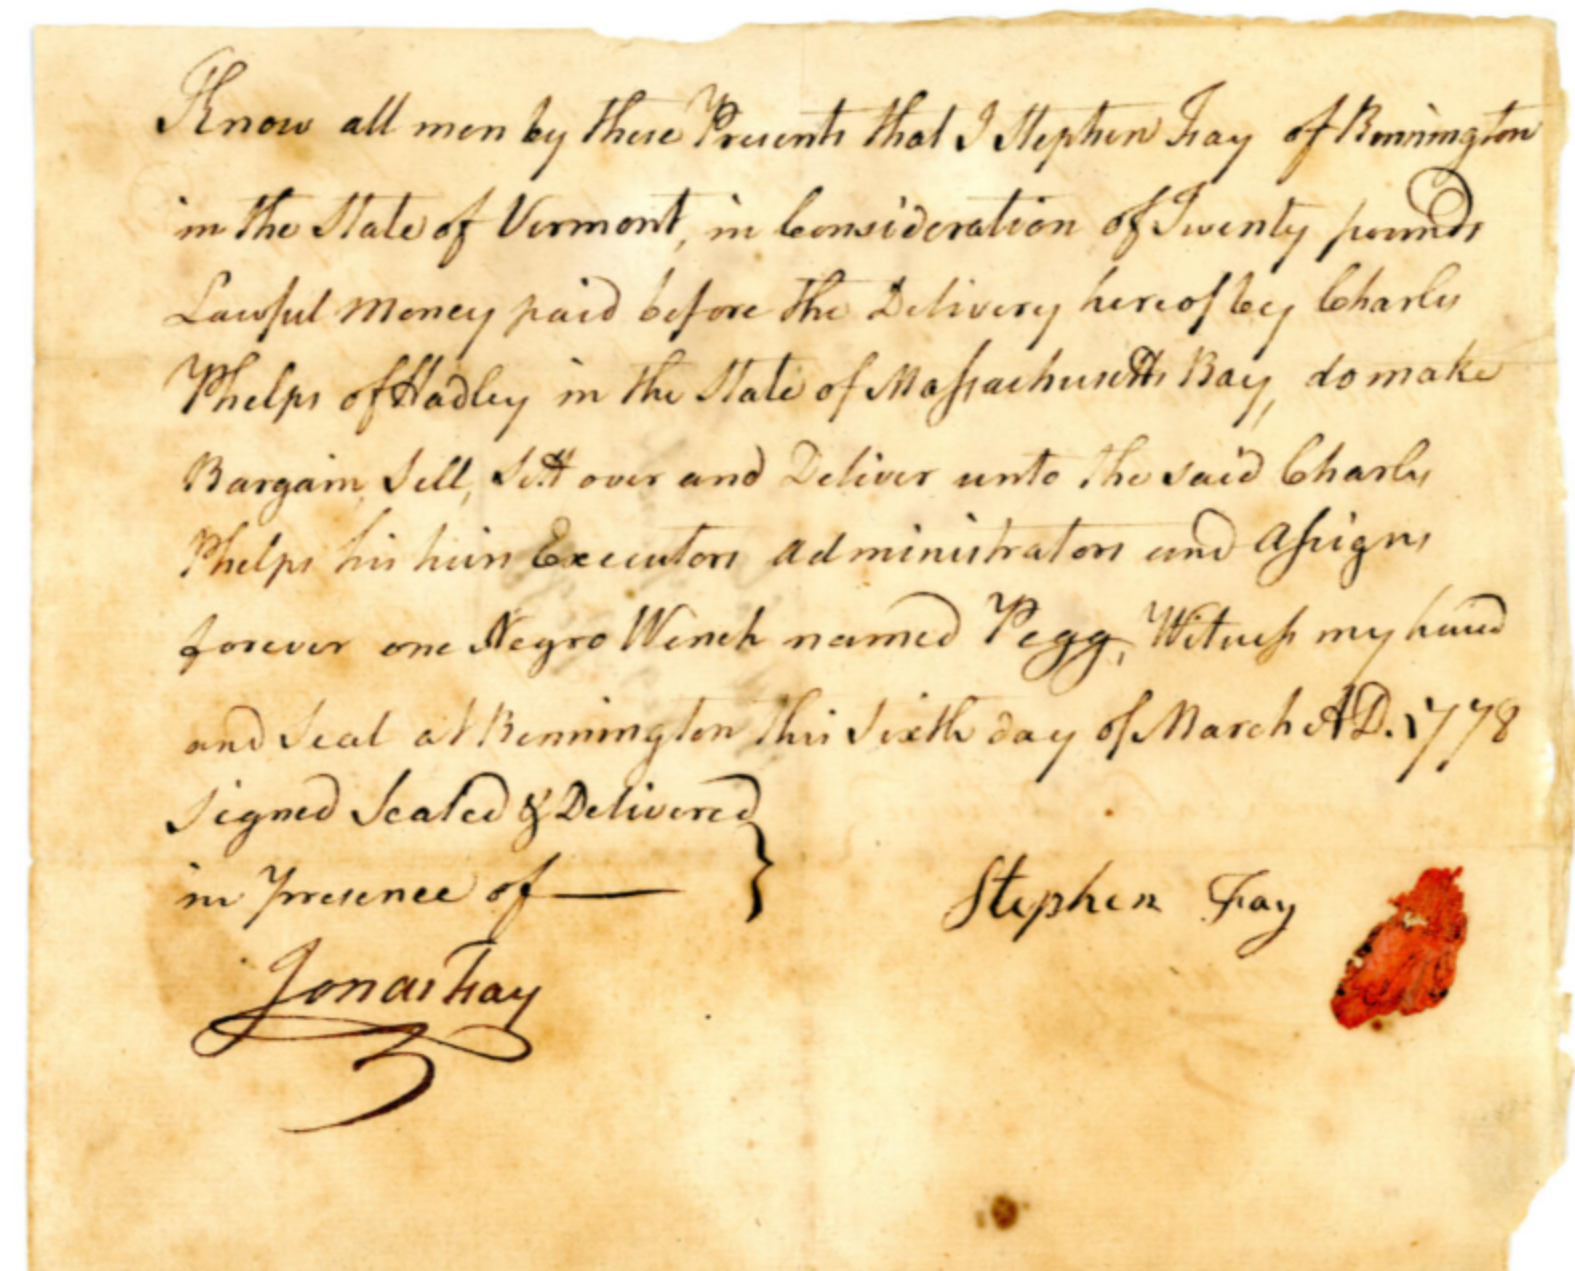 Know all men by these Presents that I Stephen Fay of Bennington
in the State of Vermont, in Consideration of Twenty pounds
Lawful Money paid before the Delivery hereof by Charles
Phelps of Hadley in the State of Massachusetts Bay, do make
Bargain, Sell, Sett over and Deliver unto the said Charles
Phelps his heirs Executors Administrators and Assigns
forever one Negro Wench named Pegg, Witness my hand
and Seal at Bennington this Sixth day of March AD. 1778
Signed Sealed & Delivered
in presence of
Stephen Fay
Jonas Fay